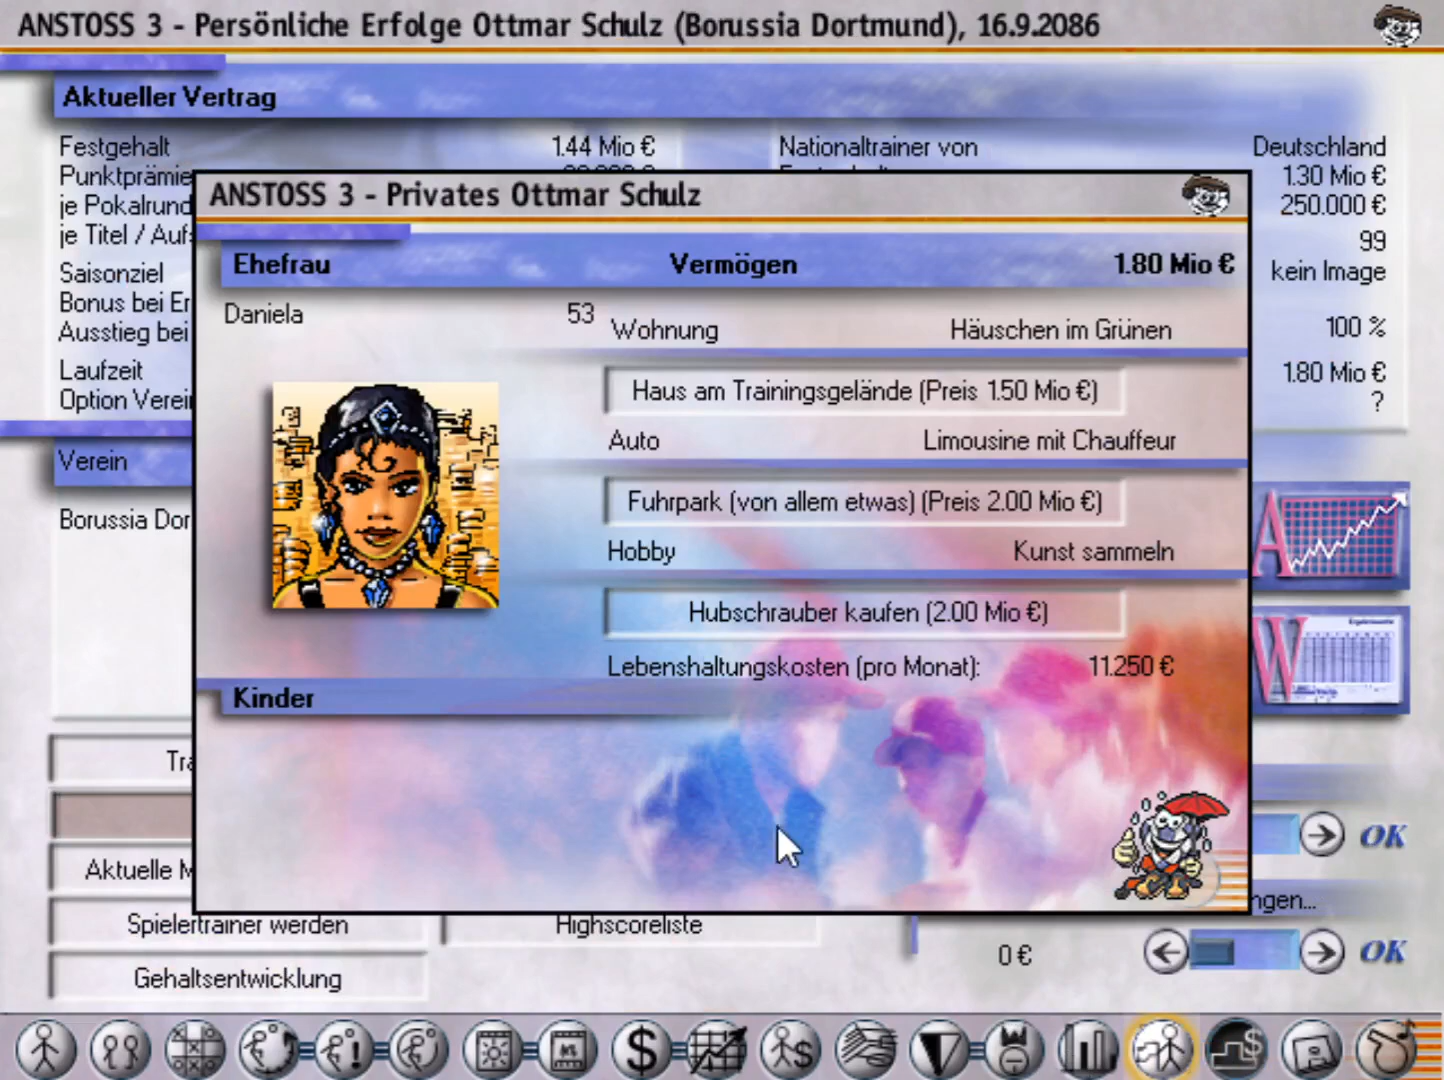 ANSTOSS 3 - Persönliche Erfolge Ottmar Schulz (Borussia Dortmund), 16.9.2086
Aktueller Vertrag
Festgehalt 1.44 Mio €
Punktprämie
je Pokalrund
je Titel / Auf
Saisonziel
Bonus bei Er
Ausstieg bei
Laufzeit
Option Verei
Nationaltrainer von Deutschland
1.30 Mio €
250.000 €
99
kein Image
100 %
1.80 Mio €
?
Verein
Borussia Dor
ANSTOSS 3 - Privates Ottmar Schulz
Ehefrau
Vermögen 1.80 Mio €
Daniela 53
Wohnung Häuschen im Grünen
Haus am Trainingsgelände (Preis 1.50 Mio €)
Auto Limousine mit Chauffeur
Fuhrpark (von allem etwas) (Preis 2.00 Mio €)
Hobby Kunst sammeln
Hubschrauber kaufen (2.00 Mio €)
Lebenshaltungskosten (pro Monat): 11.250 €
Kinder
A
W
Tra
OK
Aktuelle M
ngen...
Spielertrainer werden
Highscoreliste
0 €
OK
Gehaltsentwicklung